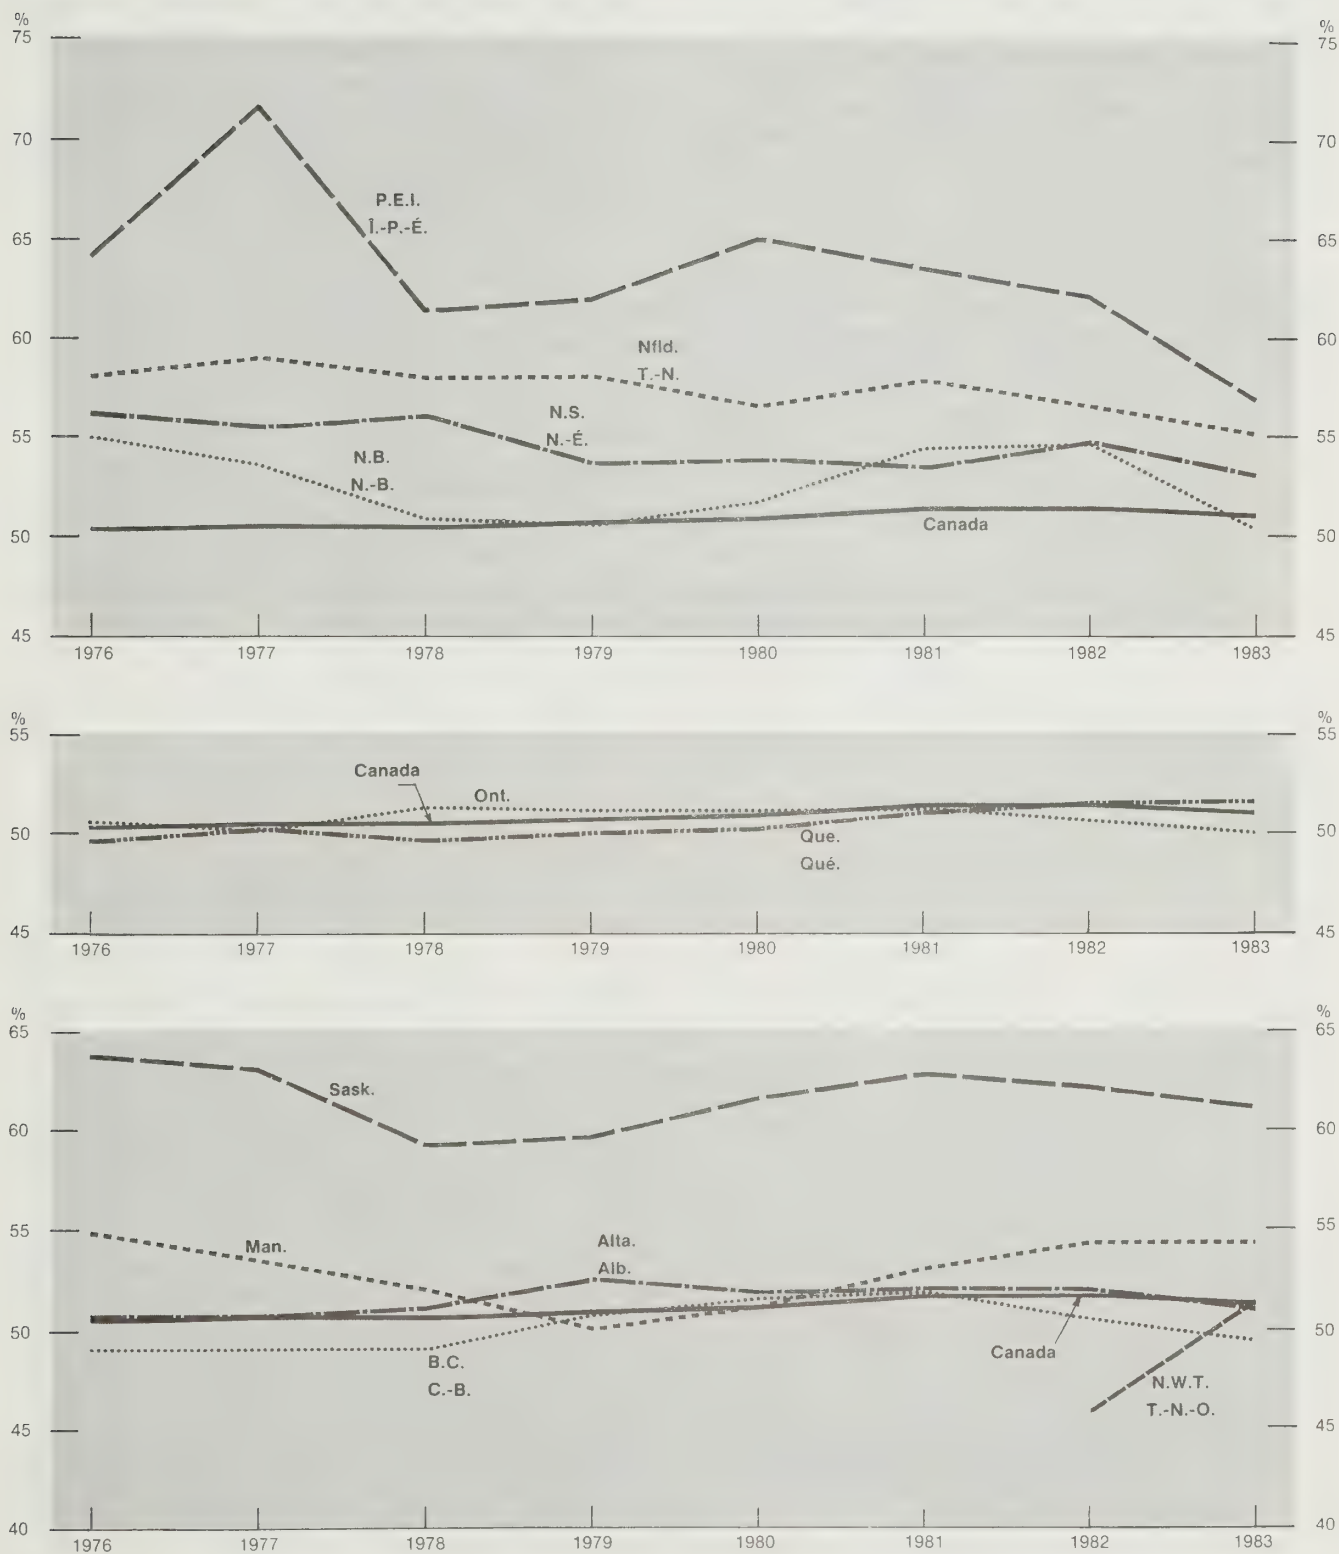 % %
75 75
70 70
P.E.I.
Î.-P.-É.
65 65
60 60
Nfld.
T.-N.
N.S.
N.-É.
55 55
N.B.
N.-B.
Canada
50 50
45 45
1976 1977 1978 1979 1980 1981 1982 1983
% %
55 55
Canada
Ont.
50 50
Que.
Qué.
45 45
1976 1977 1978 1979 1980 1981 1982 1983
% %
65 65
Sask.
60 60
55 55
Man.
Alta.
Alb.
50 50
B.C.
C.-B.
Canada
N.W.T.
T.-N.-O.
45 45
40 40
1976 1977 1978 1979 1980 1981 1982 1983